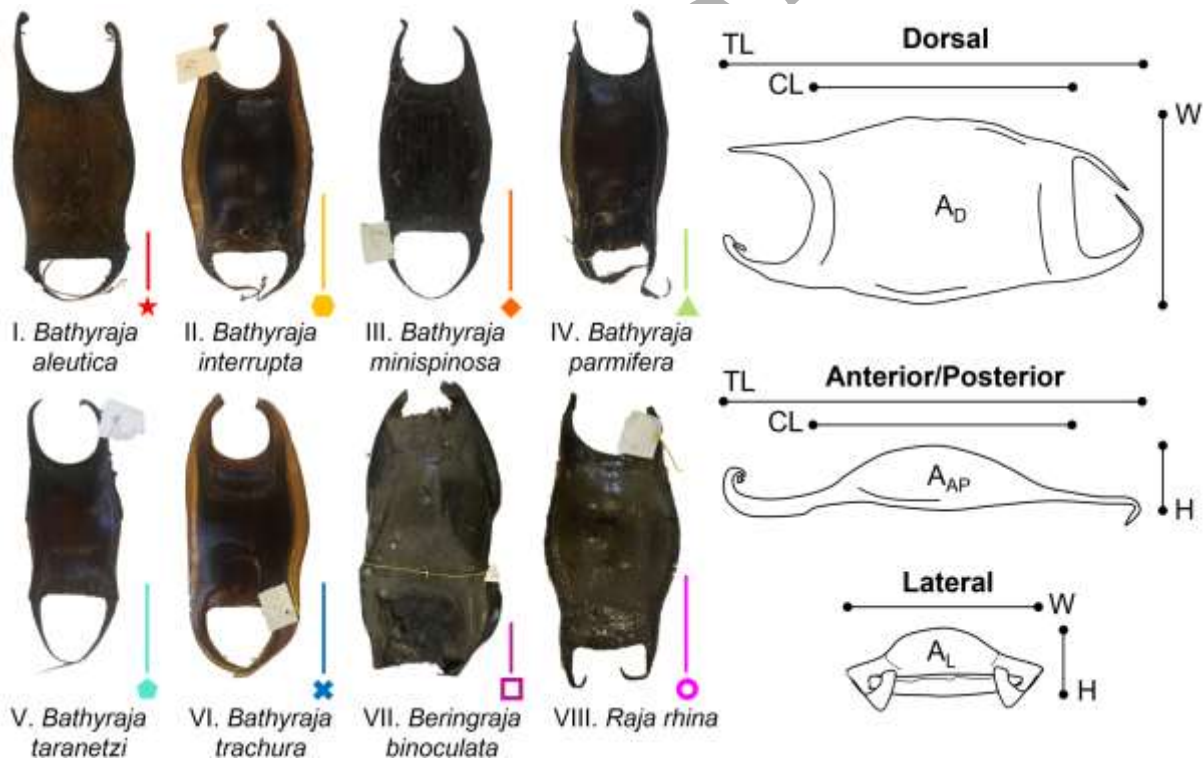 I. Bathyraja
aleutica
II. Bathyraja
interrupta
III. Bathyraja
minispinosa
IV. Bathyraja
parmifera
V. Bathyraja
taranetzi
VI. Bathyraja
trachura
VII. Beringraja
binoculata
VIII. Raja rhina
Dorsal
TL
CL
W
AD
Anterior/Posterior
TL
CL
AAP
H
Lateral
W
AL
H